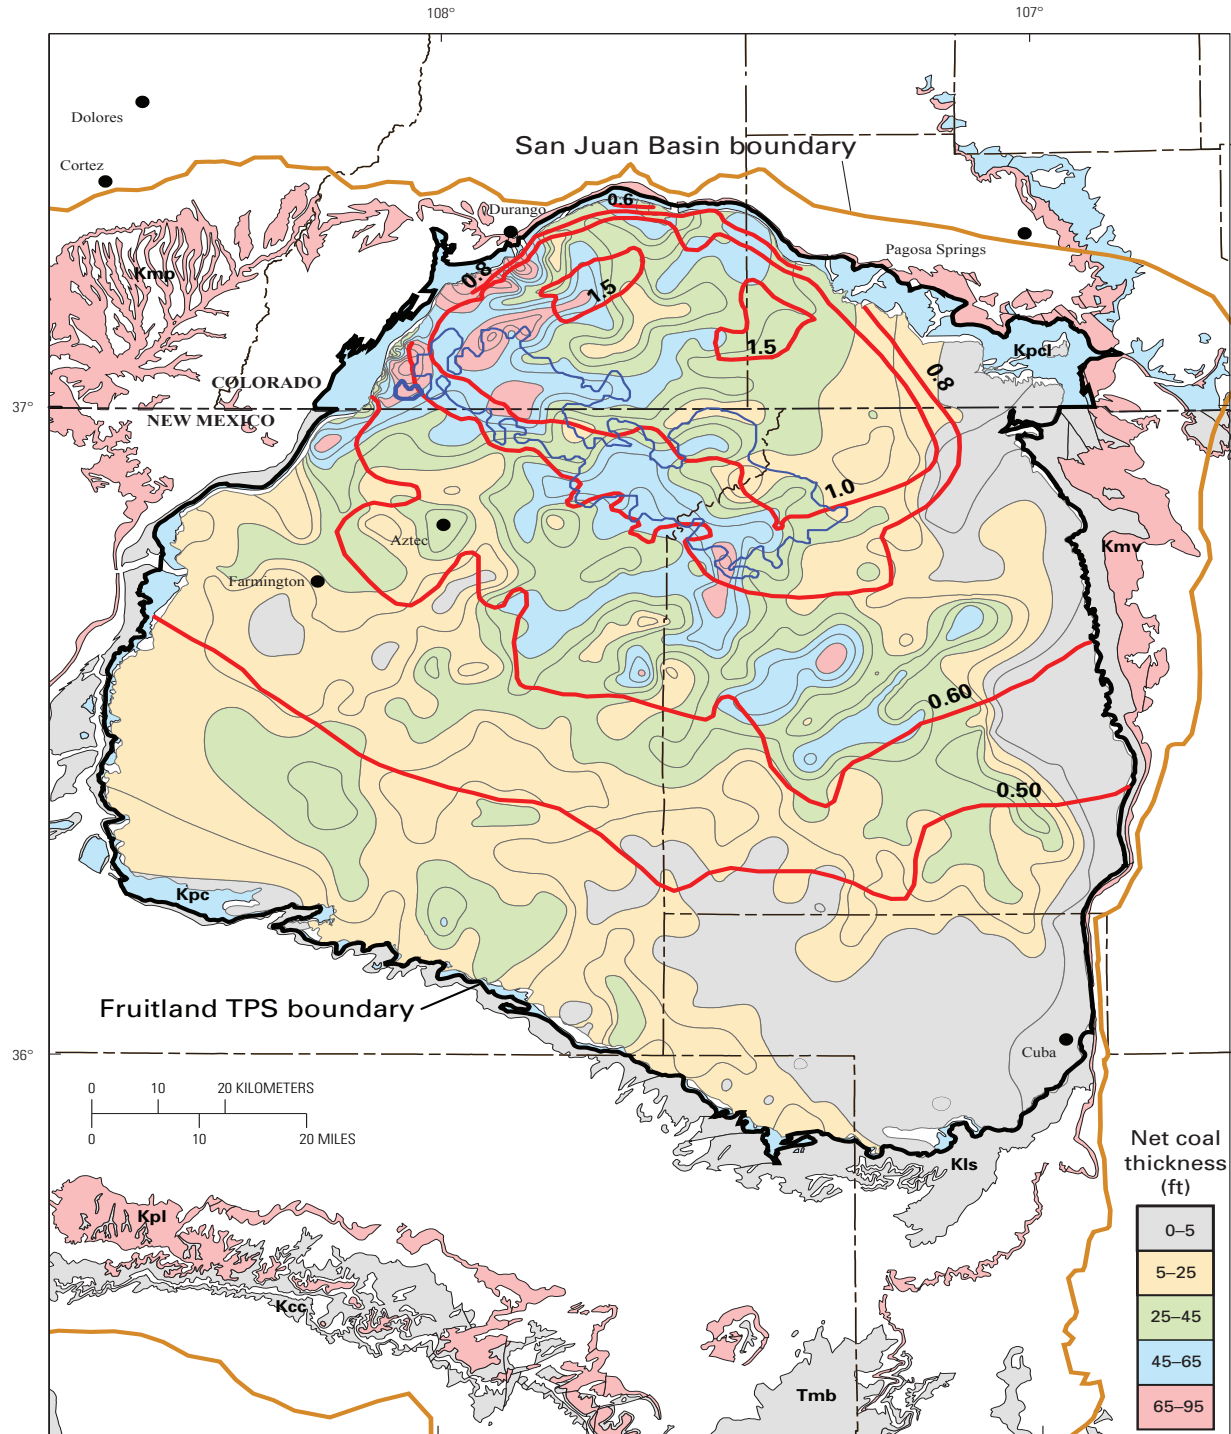 108°
107°
Dolores
San Juan Basin boundary
Cortez
0.6
Durango
Pagosa Springs
Kmp
0.8
1.5
1.5
Kpcl
0.8
COLORADO
37°
NEW MEXICO
1.0
Aztec
Kmv
Farmington
0.60
0.50
Kpc
Fruitland TPS boundary
Cuba
36°
0 10 20 KILOMETERS
0 10 20 MILES
Kls
Net coal
thickness
(ft)
0–5
5–25
25–45
45–65
65–95
Kpl
Kcc
Tmb